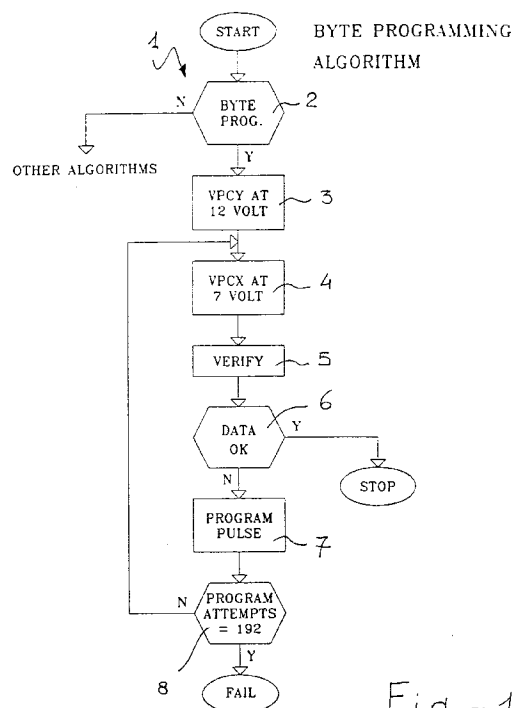 START
BYTE PROGRAMMING
ALGORITHM
1
N
BYTE
PROG.
2
Y
OTHER ALGORITHMS
VPCY AT
12 VOLT
3
VPCX AT
7 VOLT
4
VERIFY
5
6
DATA
OK
Y
N
STOP
PROGRAM
PULSE
7
N
PROGRAM
ATTEMPTS
= 192
8
Y
FAIL
Fig - 1